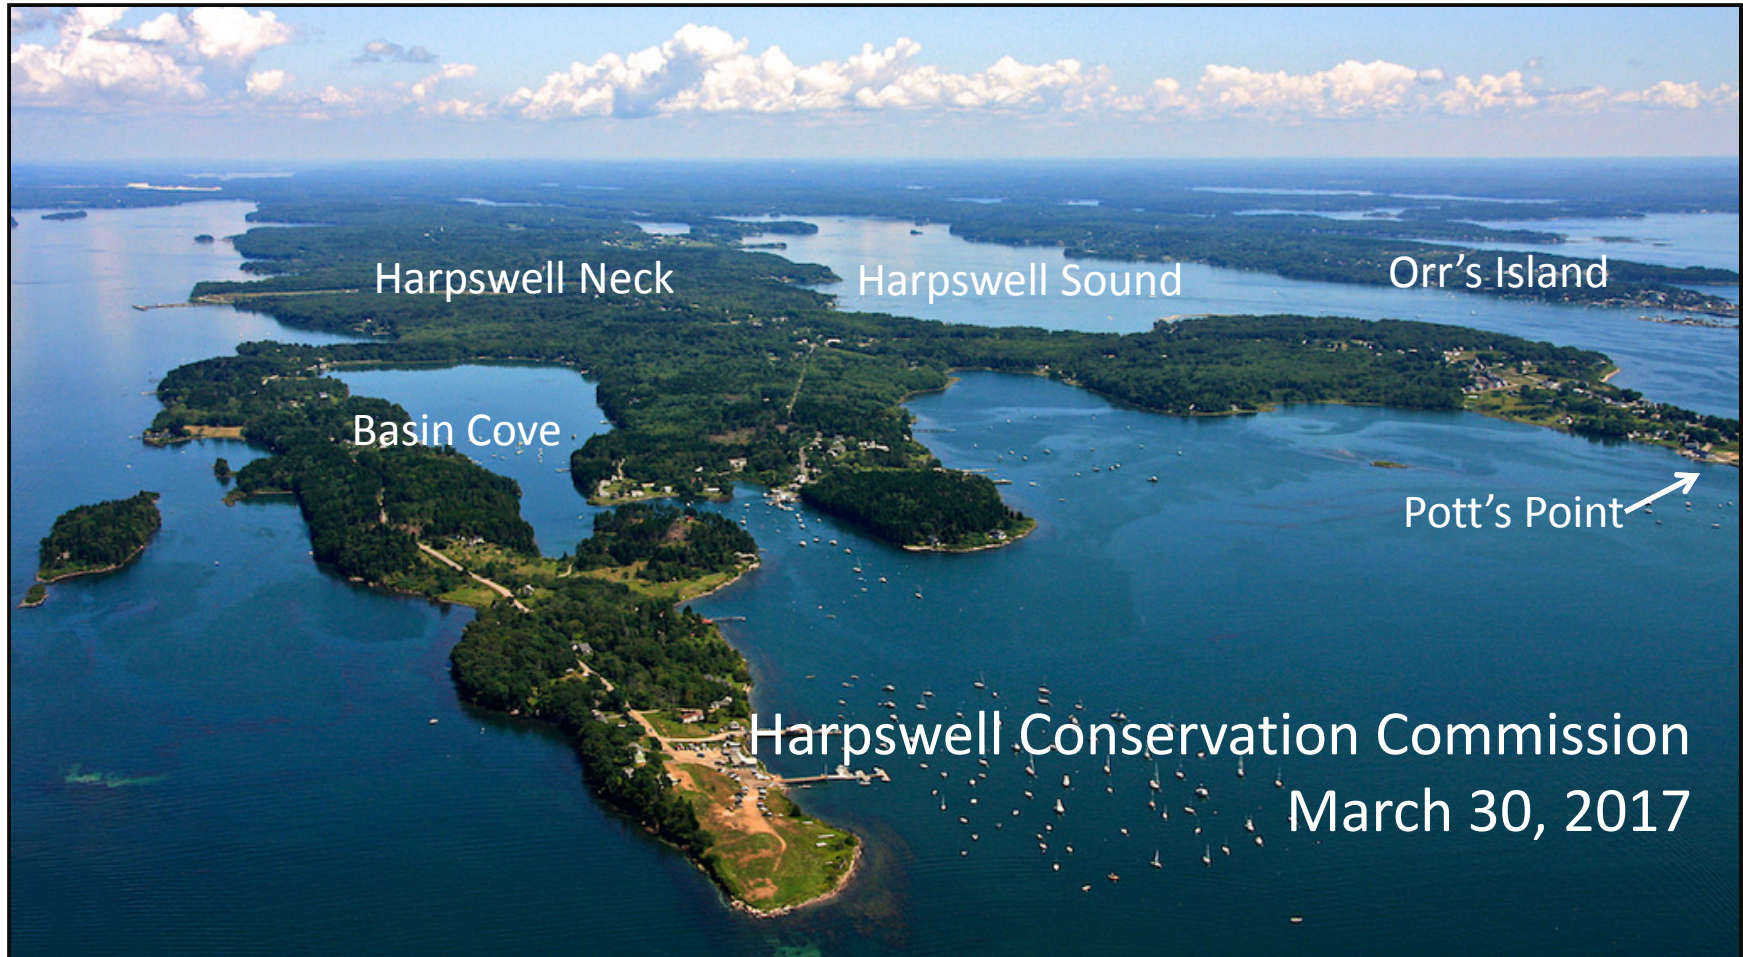 Harpswell Neck
Harpswell Sound
Orr's Island
Basin Cove
Pott's Point
Harpswell Conservation Commission
March 30, 2017